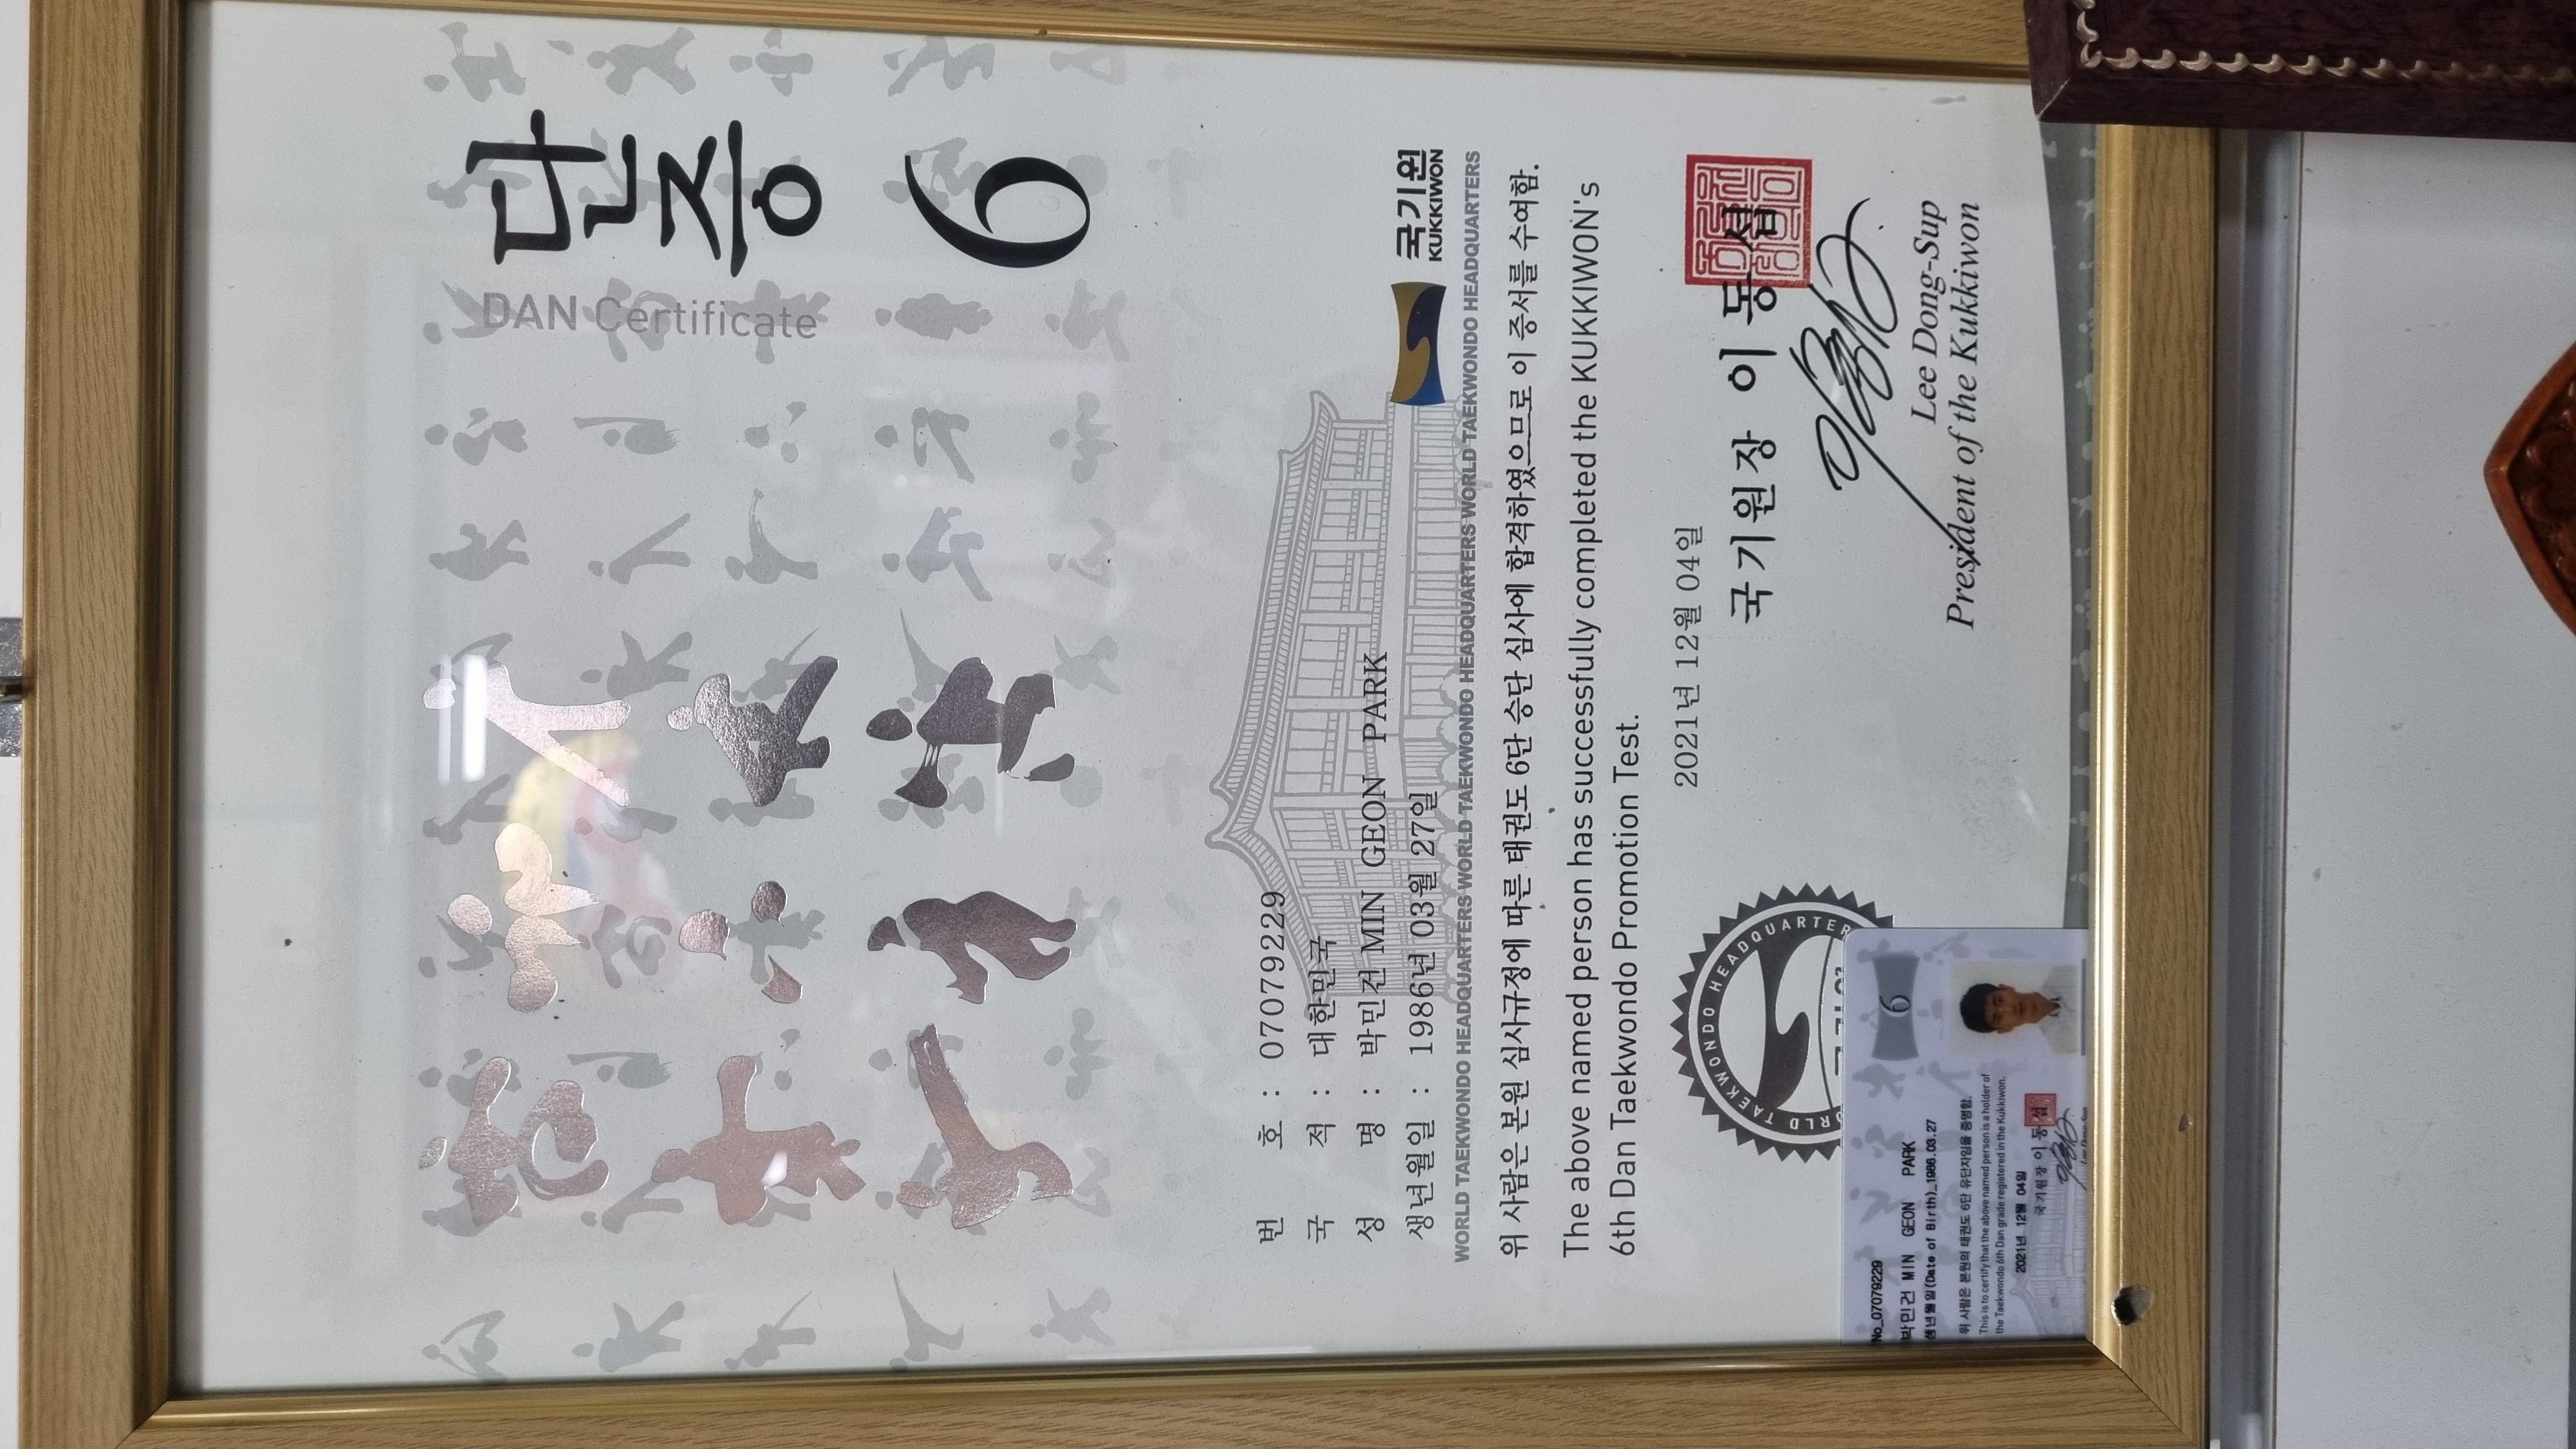 단증
DAN Certificate
6
번 호 : 07079229
국 적 : 대한민국
성 명 : 박민건 MIN GEON PARK
생년월일 : 1986년 03월 27일
국기원
KUKKIWON
WORLD TAEKWONDO HEADQUARTERS WORLD TAEKWONDO HEADQUARTERS WORLD TAEKWONDO HEADQUARTERS WORLD TAEKWONDO HEADQUARTERS
위 사람은 본원 심사규정에 따른 태권도 6단 승단 심사에 합격하였으므로 이 증서를 수여함.
The above named person has successfully completed the KUKKIWON's
6th Dan Taekwondo Promotion Test.
2021년 12월 04일
국기원장 이동섭
Lee Dong-Sup
President of the Kukkiwon
WORLD TAEKWONDO HEADQUARTER
6
No_07079229
박민건 MIN GEON PARK
생년월일(Date of Birth)_1986.03.27
위 사람은 본원의 태권도 6단 유단자임을 증명함.
This is to certify that the above named person is a holder of
the Taekwondo 6th Dan grade registered in the Kukkiwon.
2021년 12월 04일
국기원장 이동섭